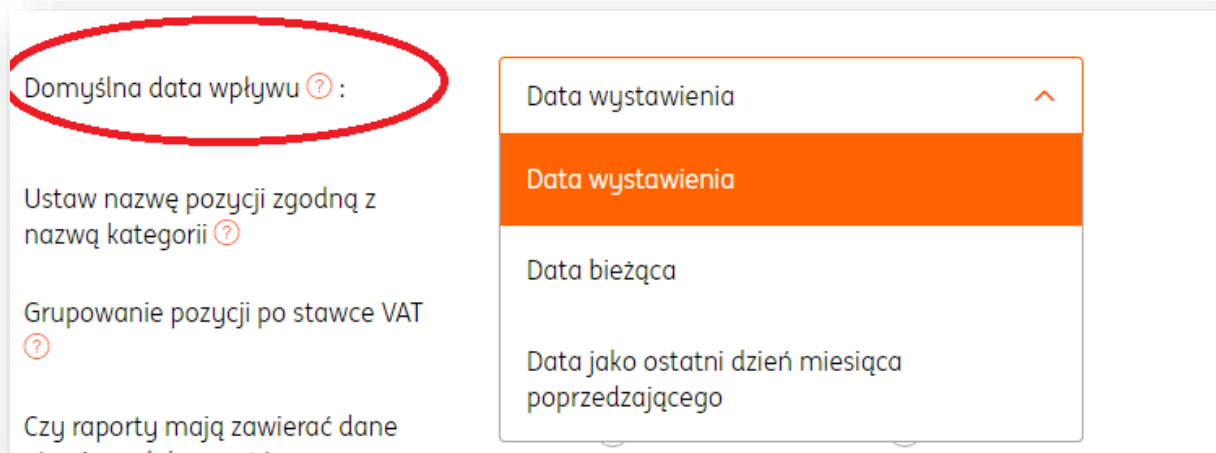 Domyślna data wpływu ? :
Data wystawienia
Data wystawienia
Ustaw nazwę pozycji zgodną z
nazwą kategorii ?
Data bieżąca
Grupowanie pozycji po stawce VAT
?
Data jako ostatni dzień miesiąca
poprzedzającego
Czy raporty mają zawierać dane